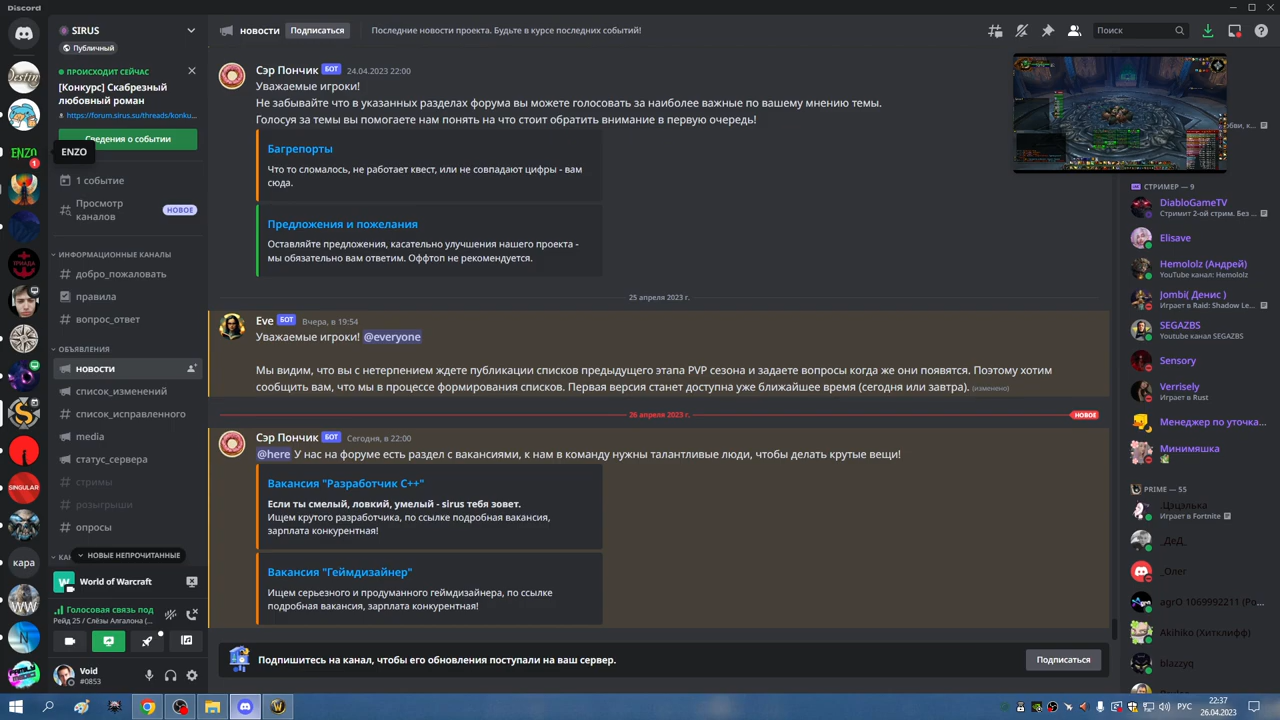 Discord
SIRUS
Публичный
ПРОИСХОДИТ СЕЙЧАС
[Конкурс] Скабрезный
любовный роман
https://forum.sirus.su/threads/konku...
Сведения о событии
ENZO
1
ENZO
1 событие
Просмотр
каналов
НОВОЕ
ИНФОРМАЦИОННЫЕ КАНАЛЫ
добро_пожаловать
правила
вопрос_ответ
ОБЪЯВЛЕНИЯ
новости
список_изменений
список_исправленного
media
статус_сервера
стримы
розыгрыши
опросы
НОВЫЕ НЕПРОЧИТАННЫЕ
World of Warcraft
Голосовая связь под
Рейд 25 / Слёзы Алгалона (...
Void
#0853
SINGULAR
кара
WW
новости
Подписаться
Последние новости проекта. Будьте в курсе последних событий!
Поиск
Сэр Пончик БОТ 24.04.2023 22:00
Уважаемые игроки!
Не забывайте что в указанных разделах форума вы можете голосовать за наиболее важные по вашему мнению темы.
Голосуя за темы вы помогаете нам понять на что стоит обратить внимание в первую очередь!
Багрепорты
Что то сломалось, не работает квест, или не совпадают цифры - вам
сюда.
Предложения и пожелания
Оставляйте предложения, касательно улучшения нашего проекта -
мы обязательно вам ответим. Оффтоп не рекомендуется.
25 апреля 2023 г.
Eve БОТ Вчера, в 19:54
Уважаемые игроки! @everyone
Мы видим, что вы с нетерпением ждете публикации списков предыдущего этапа PVP сезона и задаете вопросы когда же они появятся. Поэтому хотим
сообщить вам, что мы в процессе формирования списков. Первая версия станет доступна уже ближайшее время (сегодня или завтра). (изменено)
26 апреля 2023 г.
НОВОЕ
Сэр Пончик БОТ Сегодня, в 22:00
@here У нас на форуме есть раздел с вакансиями, к нам в команду нужны талантливые люди, чтобы делать крутые вещи!
Вакансия "Разработчик C++"
Если ты смелый, ловкий, умелый - sirus тебя зовет.
Ищем крутого разработчика, по ссылке подробная вакансия,
зарплата конкурентная!
Вакансия "Геймдизайнер"
Ищем серьезного и продуманного геймдизайнера, по ссылке
подробная вакансия, зарплата конкурентная!
Подпишитесь на канал, чтобы его обновления поступали на ваш сервер.
Подписаться
СТРИМЕР — 9
DiabloGameTV
Стримит 2-ой стрим. Без ...
Elisave
Hemololz (Андрей)
YouTube канал: Hemololz
Jombi( Денис )
Играет в Raid: Shadow Le...
SEGAZBS
Youtube канал SEGAZBS
Sensory
Verrisely
Играет в Rust
Менеджер по уточка...
Минимяшка
PRIME — 55
.Цэцэлька
Играет в Fortnite
_ДеД_
_Олег
agrO 1069992211 (Ро...
Akihiko (Хитклифф)
blazzyq
РУС
22:37
26.04.2023